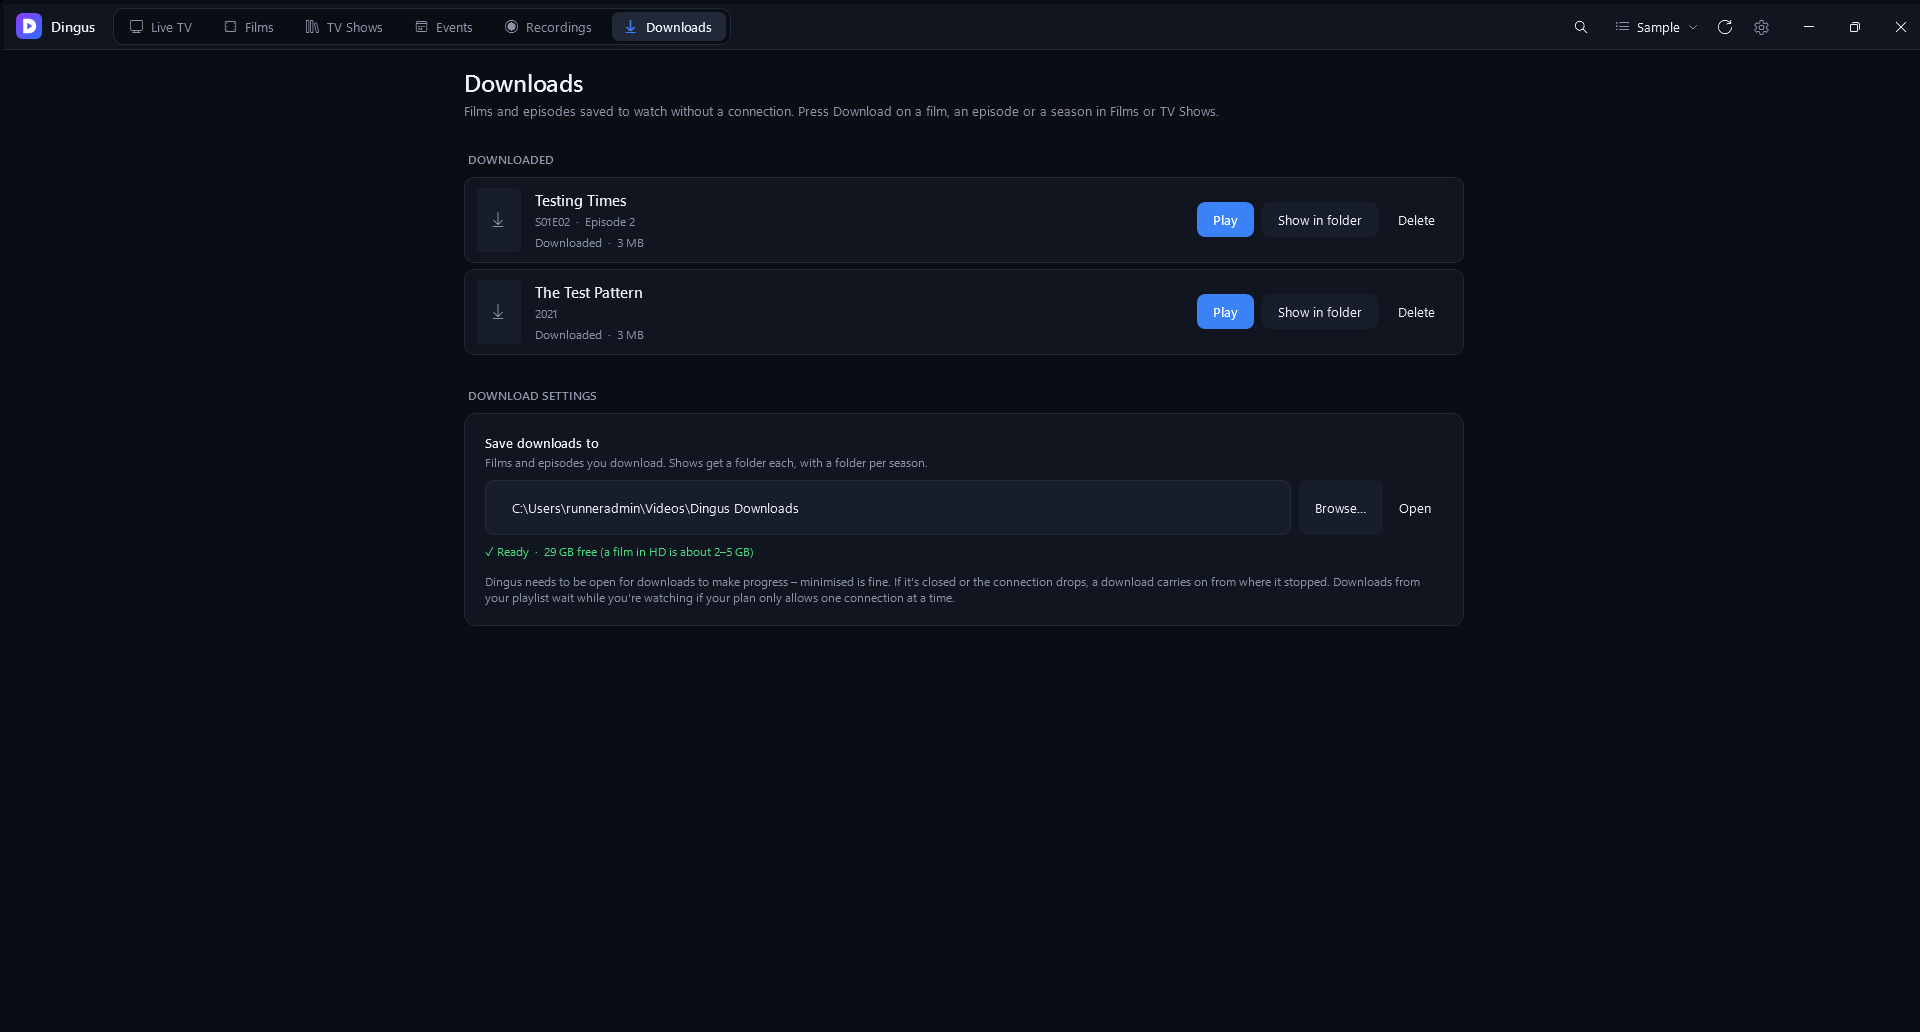 Dingus
Live TV
Films
TV Shows
Events
Recordings
Downloads
Sample
Downloads
Films and episodes saved to watch without a connection. Press Download on a film, an episode or a season in Films or TV Shows.
DOWNLOADED
Testing Times
S01E02 · Episode 2
Downloaded · 3 MB
Play
Show in folder
Delete
The Test Pattern
2021
Downloaded · 3 MB
Play
Show in folder
Delete
DOWNLOAD SETTINGS
Save downloads to
Films and episodes you download. Shows get a folder each, with a folder per season.
C:\Users\runneradmin\Videos\Dingus Downloads
Browse...
Open
✓ Ready · 29 GB free (a film in HD is about 2–5 GB)
Dingus needs to be open for downloads to make progress – minimised is fine. If it's closed or the connection drops, a download carries on from where it stopped. Downloads from
your playlist wait while you're watching if your plan only allows one connection at a time.